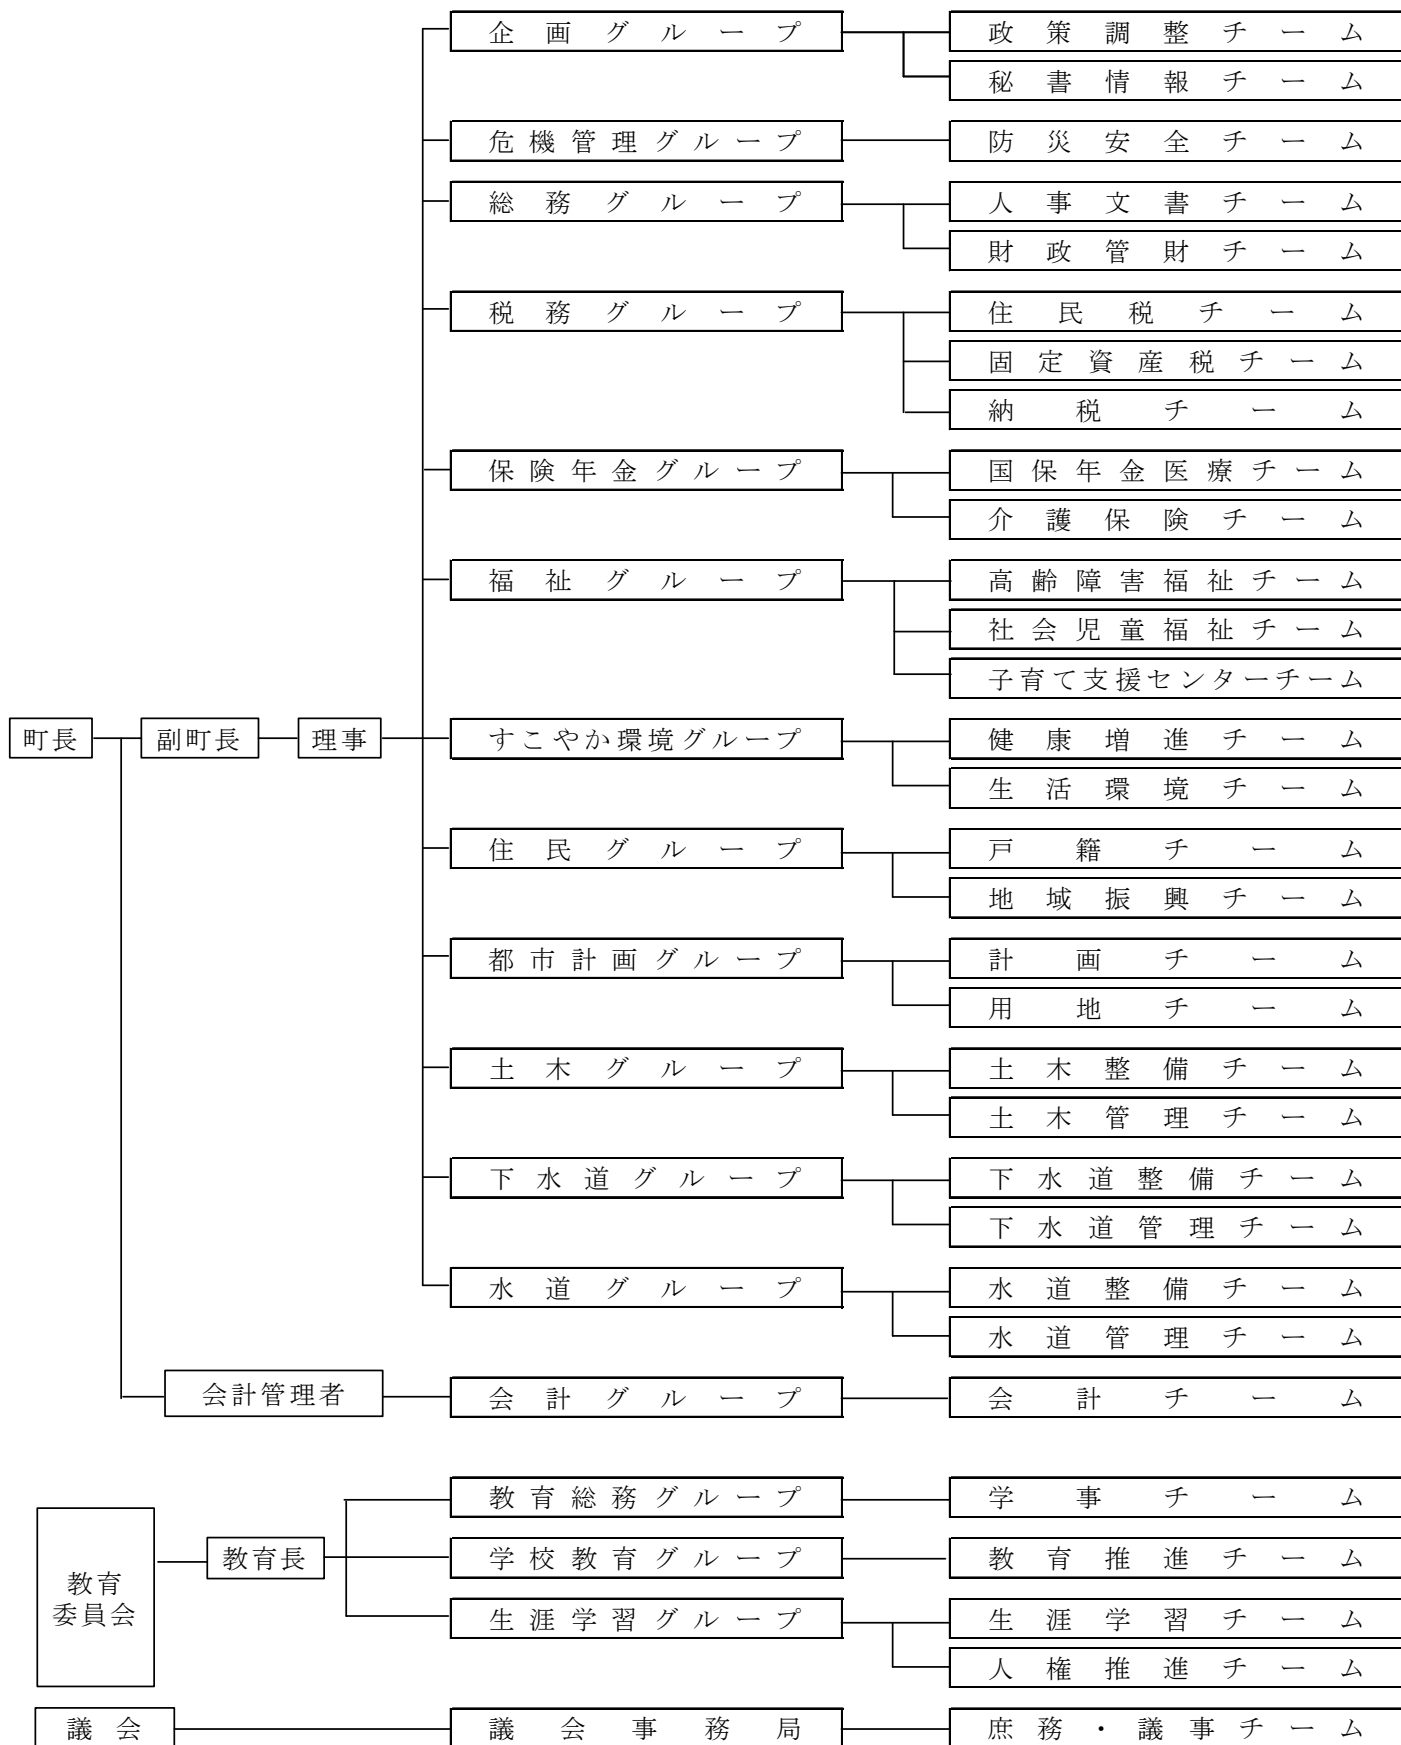 企画グループ 政策調整チーム
秘書情報チーム
危機管理グループ 防災安全チーム
総務グループ 人事文書チーム
財政管財チーム
税務グループ 住民税チーム
固定資産税チーム
納税チーム
保険年金グループ 国保年金医療チーム
介護保険チーム
福祉グループ 高齢障害福祉チーム
社会児童福祉チーム
子育て支援センターチーム
町長 副町長 理事 すこやか環境グループ 健康増進チーム
生活環境チーム
住民グループ 戸籍チーム
地域振興チーム
都市計画グループ 計画チーム
用地チーム
土木グループ 土木整備チーム
土木管理チーム
下水道グループ 下水道整備チーム
下水道管理チーム
水道グループ 水道整備チーム
水道管理チーム
会計管理者 会計グループ 会計チーム
教育総務グループ 学事チーム
教育長 学校教育グループ 教育推進チーム
教育
委員会
生涯学習グループ 生涯学習チーム
人権推進チーム
議会 議会事務局 庶務・議事チーム